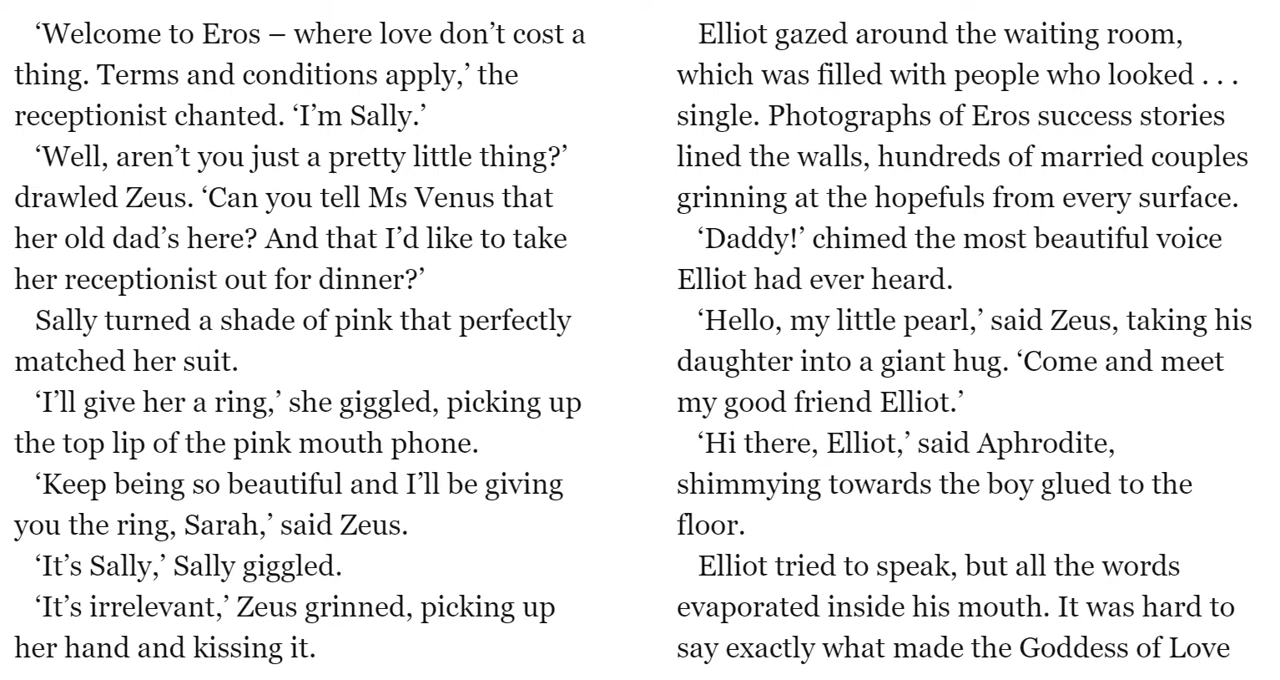 ‘Welcome to Eros – where love don’t cost a
thing. Terms and conditions apply,’ the
receptionist chanted. ‘I’m Sally.’
‘Well, aren’t you just a pretty little thing?’
drawled Zeus. ‘Can you tell Ms Venus that
her old dad’s here? And that I’d like to take
her receptionist out for dinner?’
Sally turned a shade of pink that perfectly
matched her suit.
‘I’ll give her a ring,’ she giggled, picking up
the top lip of the pink mouth phone.
‘Keep being so beautiful and I’ll be giving
you the ring, Sarah,’ said Zeus.
‘It’s Sally,’ Sally giggled.
‘It’s irrelevant,’ Zeus grinned, picking up
her hand and kissing it.
Elliot gazed around the waiting room,
which was filled with people who looked . . .
single. Photographs of Eros success stories
lined the walls, hundreds of married couples
grinning at the hopefuls from every surface.
‘Daddy!’ chimed the most beautiful voice
Elliot had ever heard.
‘Hello, my little pearl,’ said Zeus, taking his
daughter into a giant hug. ‘Come and meet
my good friend Elliot.’
‘Hi there, Elliot,’ said Aphrodite,
shimmying towards the boy glued to the
floor.
Elliot tried to speak, but all the words
evaporated inside his mouth. It was hard to
say exactly what made the Goddess of Love